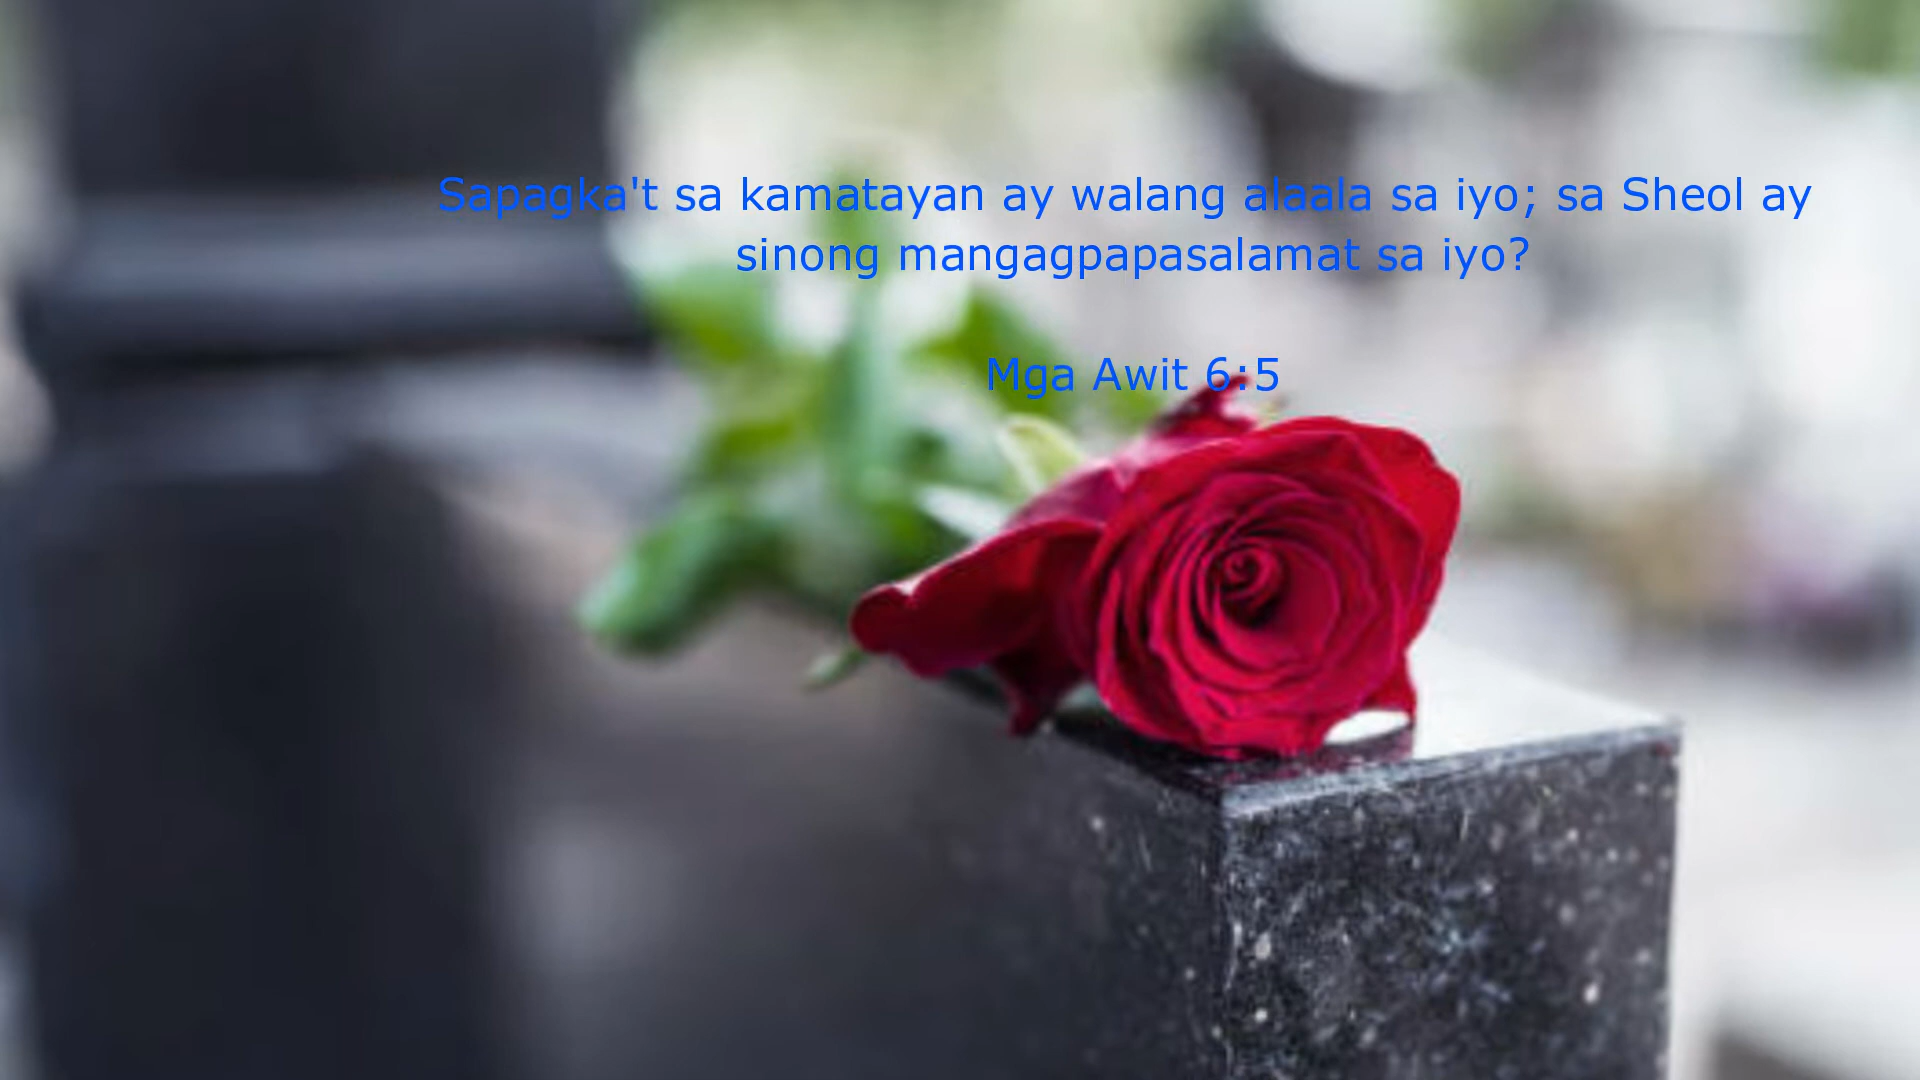 Sapagka't sa kamatayan ay walang alaala sa iyo; sa Sheol ay
sinong mangagpapasalamat sa iyo?
Mga Awit 6:5